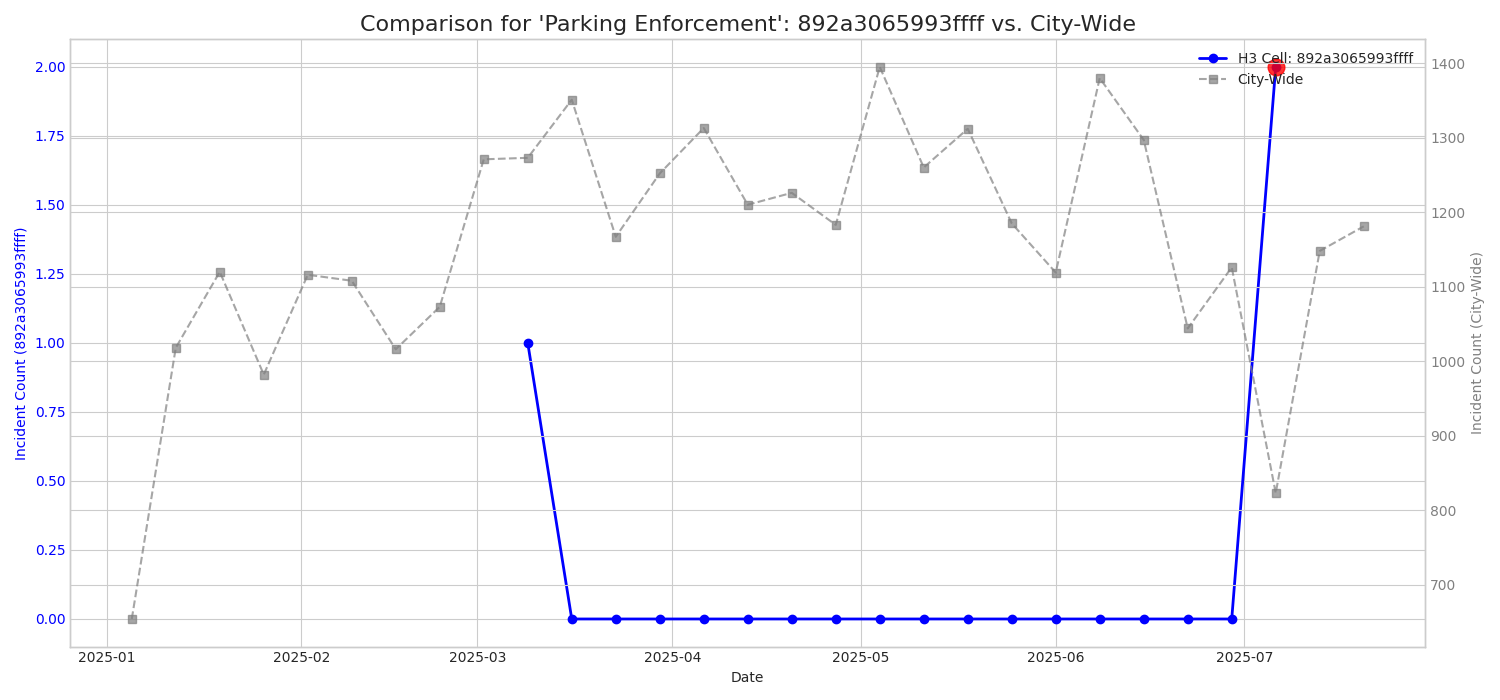 Comparison for 'Parking Enforcement': 892a3065993ffff vs. City-Wide
H3 Cell: 892a3065993ffff
City-Wide
Incident Count (892a3065993ffff)
2.00
1.75
1.50
1.25
1.00
0.75
0.50
0.25
0.00
1400
1300
1200
1100
1000
900
800
700
Incident Count (City-Wide)
2025-01 2025-02 2025-03 2025-04 2025-05 2025-06 2025-07
Date